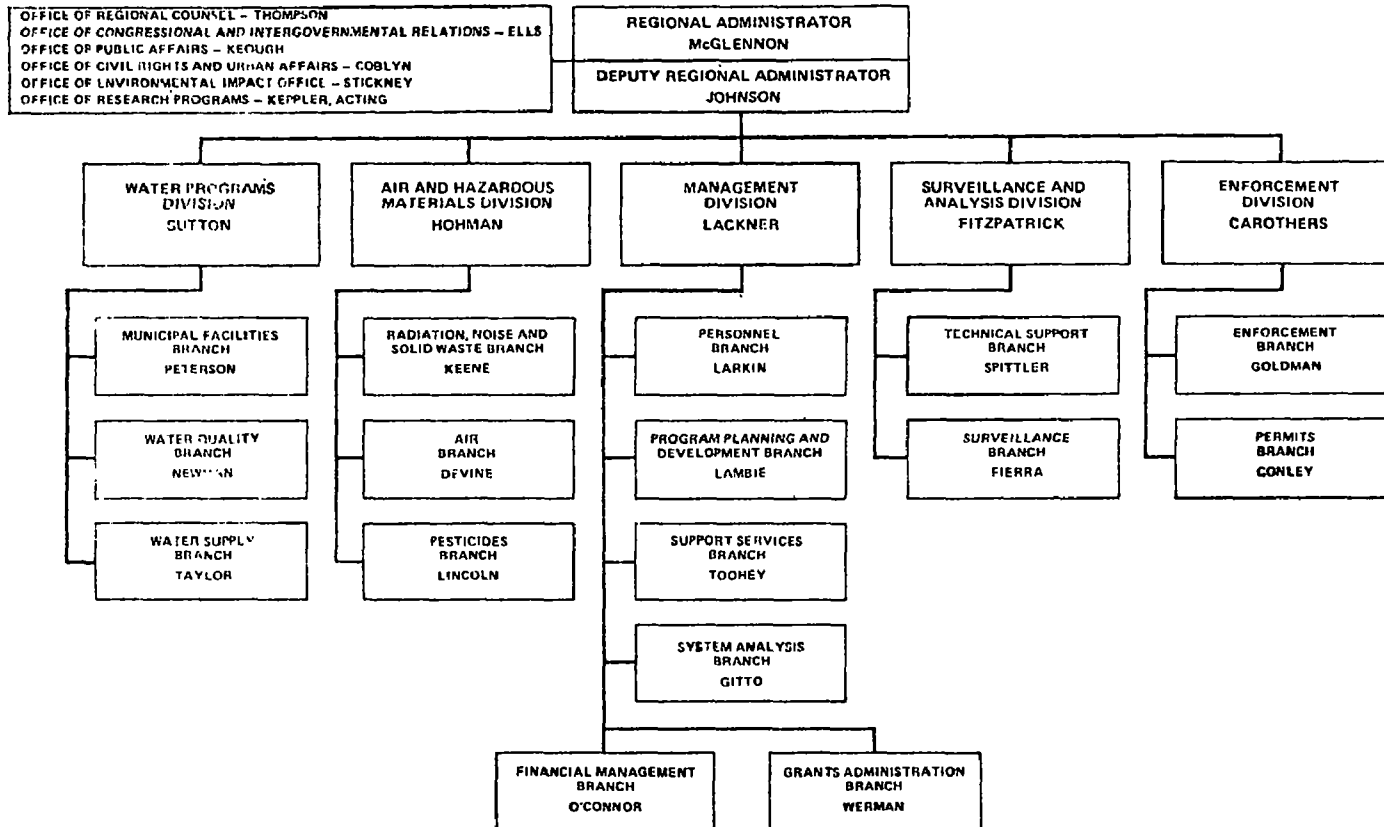 OFFICE OF REGIONAL COUNSEL – THOMPSON
OFFICE OF CONGRESSIONAL AND INTERGOVERNMENTAL RELATIONS – ELLS
OFFICE OF PUBLIC AFFAIRS – KEOUGH
OFFICE OF CIVIL RIGHTS AND URBAN AFFAIRS – COBLYN
OFFICE OF ENVIRONMENTAL IMPACT OFFICE – STICKNEY
OFFICE OF RESEARCH PROGRAMS – KEPPLER, ACTING
REGIONAL ADMINISTRATOR
McGLENNON
DEPUTY REGIONAL ADMINISTRATOR
JOHNSON
WATER PROGRAMS
DIVISION
SUTTON
AIR AND HAZARDOUS
MATERIALS DIVISION
HOHMAN
MANAGEMENT
DIVISION
LACKNER
SURVEILLANCE AND
ANALYSIS DIVISION
FITZPATRICK
ENFORCEMENT
DIVISION
CAROTHERS
MUNICIPAL FACILITIES
BRANCH
PETERSON
RADIATION, NOISE AND
SOLID WASTE BRANCH
KEENE
PERSONNEL
BRANCH
LARKIN
TECHNICAL SUPPORT
BRANCH
SPITTLER
ENFORCEMENT
BRANCH
GOLDMAN
WATER QUALITY
BRANCH
NEWMAN
AIR
BRANCH
DEVINE
PROGRAM PLANNING AND
DEVELOPMENT BRANCH
LAMBIE
SURVEILLANCE
BRANCH
FIERRA
PERMITS
BRANCH
CONLEY
WATER SUPPLY
BRANCH
TAYLOR
PESTICIDES
BRANCH
LINCOLN
SUPPORT SERVICES
BRANCH
TOOHEY
SYSTEM ANALYSIS
BRANCH
GITTO
FINANCIAL MANAGEMENT
BRANCH
O'CONNOR
GRANTS ADMINISTRATION
BRANCH
WERMAN